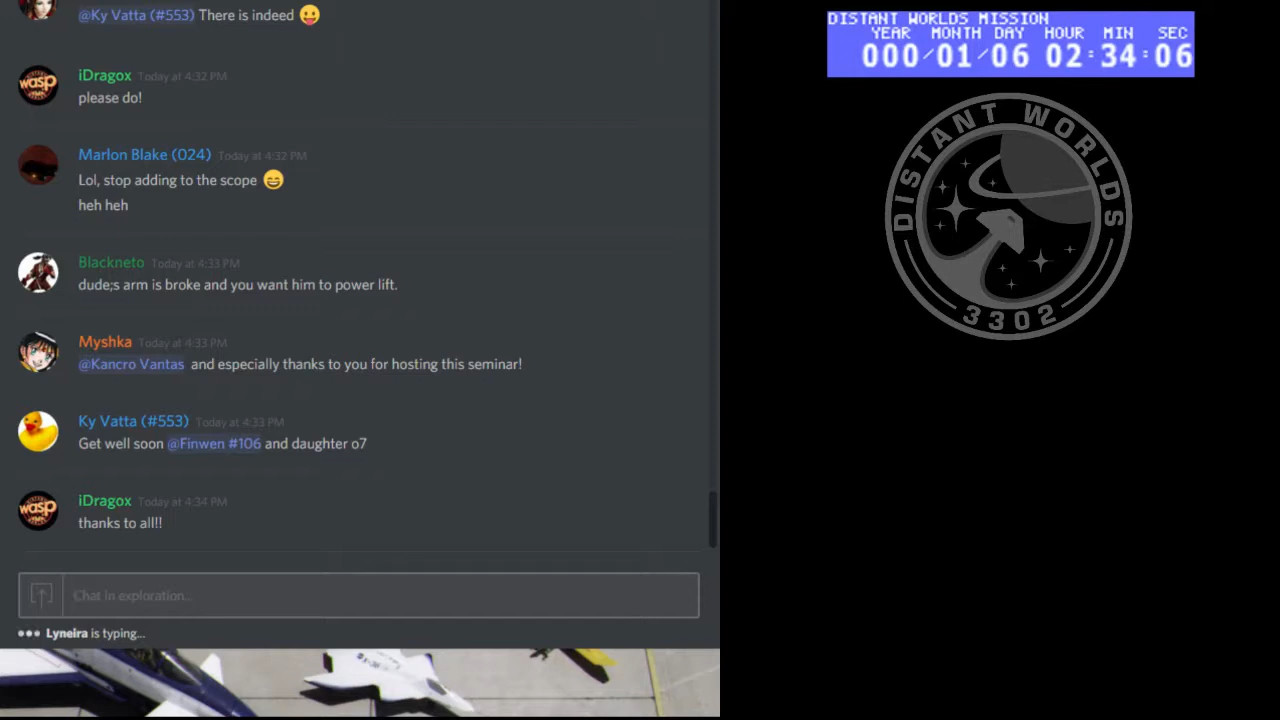 @Ky Vatta (#553) There is indeed 😛
iDragox Today at 4:32 PM
please do!
Marlon Blake (024) Today at 4:32 PM
Lol, stop adding to the scope 😄
heh heh
Blackneto Today at 4:33 PM
dude;s arm is broke and you want him to power lift.
Myshka Today at 4:33 PM
@Kancro Vantas and especially thanks to you for hosting this seminar!
Ky Vatta (#553) Today at 4:33 PM
Get well soon @Finwen #106 and daughter o7
iDragox Today at 4:34 PM
thanks to all!!
Chat in exploration...
Lyneira is typing...
wasp
wasp
DISTANT WORLDS MISSION
YEAR MONTH DAY HOUR MIN SEC
000/01/06 02:34:06
DISTANT WORLDS
3302